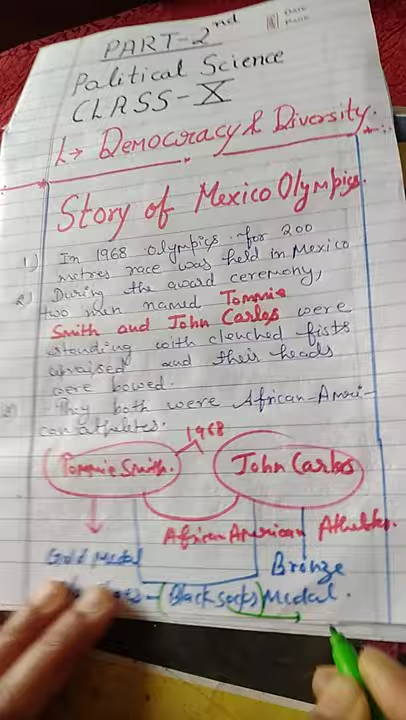 PART-2nd
DATE
PAGE
Palitical Science
CLASS-X
L→ Democracy & Diversity.
Story of Mexico Olympics.
1) In 1968 olympics for 200
metres race was held in Mexico
2) During the award ceremony,
two men named Tommie
Smith and John Carlos were
standing with clenched fists
upraised and their heads
were bowed.
3) They both were African-Ameri-
can athletes.
1968
Tommie Smith.
John Carlos
African American Athletes.
Gold Medal
Bronze
(Black socks) Medal.